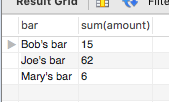 Result Grid Filte
bar sum(amount)
Bob's bar 15
Joe's bar 62
Mary's bar 6